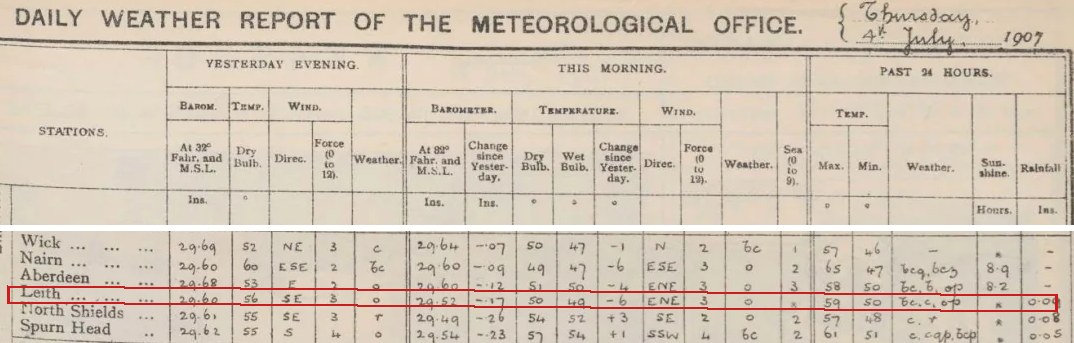 DAILY WEATHER REPORT OF THE METEOROLOGICAL OFFICE. { Thursday,
4th July, 1907
YESTERDAY EVENING. THIS MORNING. PAST 24 HOURS.
BAROM. TEMP. WIND. BAROMETER. TEMPERATURE. WIND. TEMP.
STATIONS. At 32° Fahr. and M.S.L. Dry Bulb. Direc. Force (0 to 12). Weather. At 32° Fahr. and M.S.L. Change since Yesterday. Dry Bulb. Wet Bulb. Change since Yester-day. Direc. Force (0 to 12). Weather. Sea (0 to 9). Max. Min. Weather. Sun-shine. Rainfall
Ins. ° Ins. Ins. ° ° ° ° ° Hours. Ins.
Wick ... ... ... 29.69 52 NE 3 c 29.64 -.07 50 47 -1 N 2 bc 1 57 46 - * -
Nairn ... ... ... 29.60 60 ESE 2 bc 29.60 -.09 49 47 -6 ESE 3 o 2 65 47 bcq, bcz 8.9 -
Aberdeen ... ... 29.68 53 E 2 o 29.60 -.12 51 50 -4 ENE 3 o 3 58 50 bc, b, op 8.2 -
Leith ... ... ... 29.60 56 SE 3 o 29.52 -.17 50 49 -6 ENE 3 o * 59 50 bc, c, op * 0.09
North Shields ... 29.61 55 SE 3 r 29.49 -.26 54 52 +3 SE 2 o 2 57 48 c, r * 0.08
Spurn Head .. 29.62 55 S 4 o 29.54 -.23 57 54 +1 SSW 4 bc 2 61 51 c, cqp, bcp * 0.05